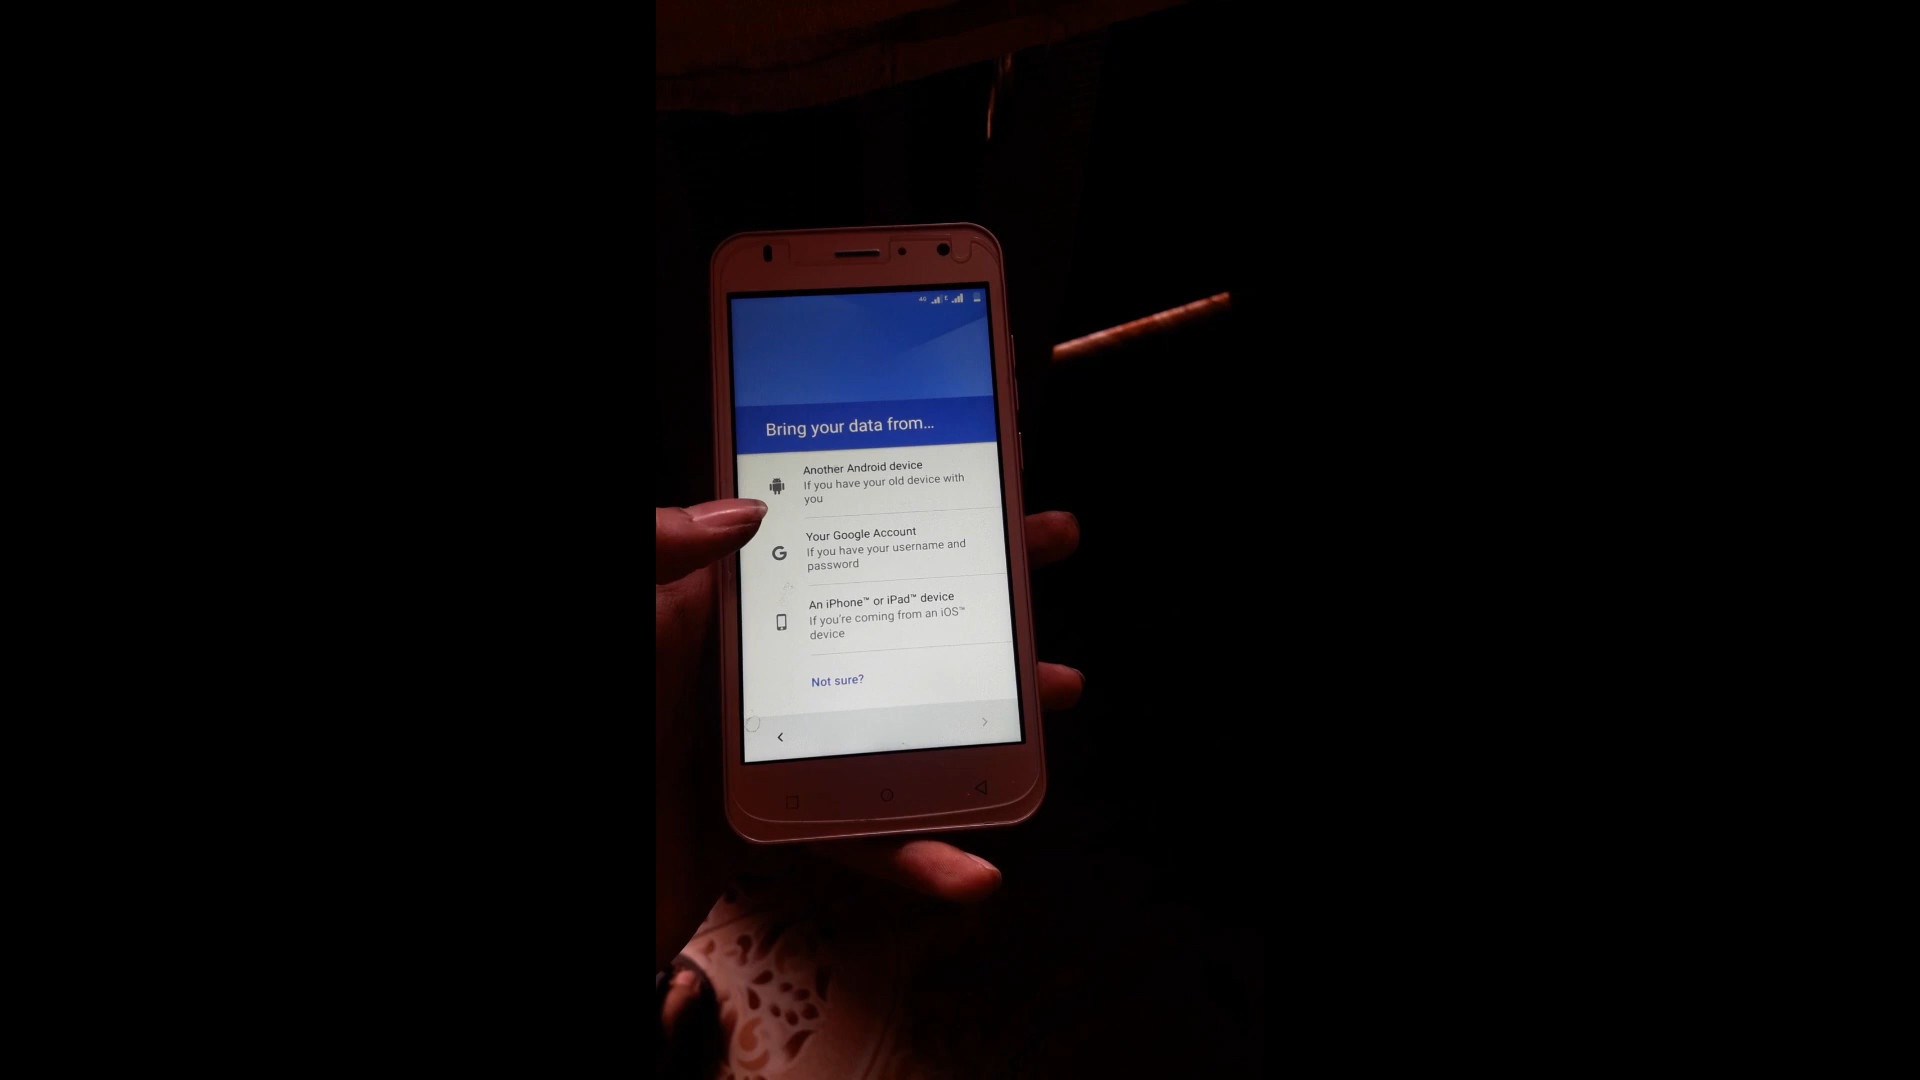 4G E
Bring your data from...
Another Android device
If you have your old device with
you
Your Google Account
If you have your username and
password
An iPhone™ or iPad™ device
If you're coming from an iOS™
device
Not sure?